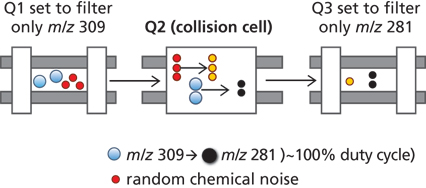 Q1 set to filter
only m/z 309
Q2 (collision cell)
Q3 set to filter
only m/z 281
m/z 309→ m/z 281 )~100% duty cycle)
random chemical noise